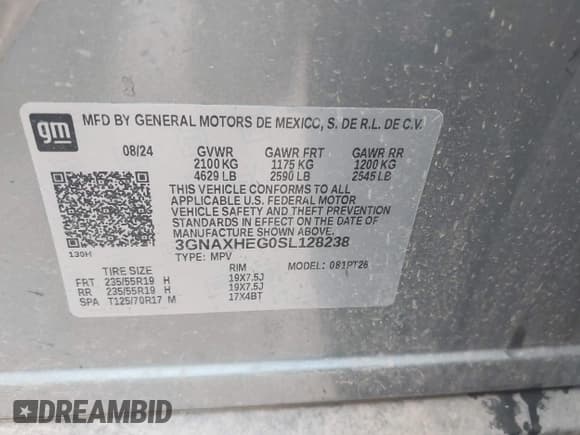 gm
MFD BY GENERAL MOTORS DE MEXICO, S. DE R.L. DE C.V.
08/24 GVWR GAWR FRT GAWR RR
2100 KG 1175 KG 1200 KG
4629 LB 2590 LB 2545 LB
THIS VEHICLE CONFORMS TO ALL
APPLICABLE U.S. FEDERAL MOTOR
VEHICLE SAFETY AND THEFT PREVENTION
STANDARDS IN EFFECT ON THE DATE OF
MANUFACTURE SHOWN ABOVE.
3GNAXHEG0SL128238
130H TYPE: MPV MODEL: 081PT26
TIRE SIZE RIM
FRT 235/55R19 H 19X7.5J
RR 235/55R19 H 19X7.5J
SPA T125/70R17 M 17X4BT
DREAMBID